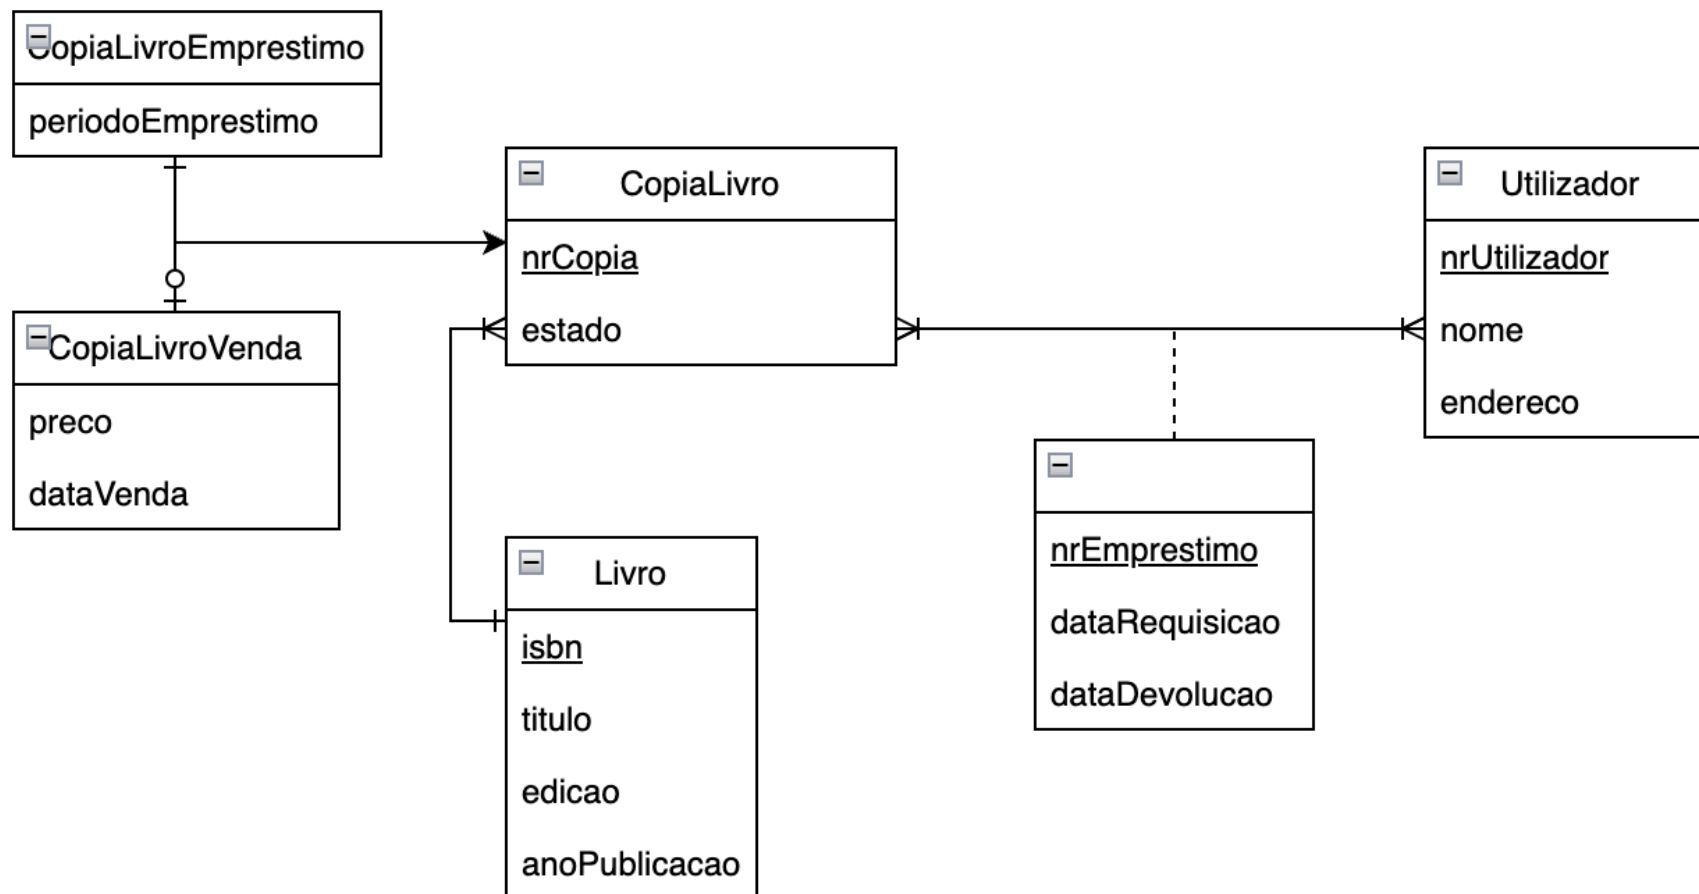 CopiaLivroEmprestimo
periodoEmprestimo
CopiaLivroVenda
preco
dataVenda
CopiaLivro
nrCopia
estado
Livro
isbn
titulo
edicao
anoPublicacao
nrEmprestimo
dataRequisicao
dataDevolucao
Utilizador
nrUtilizador
nome
endereco